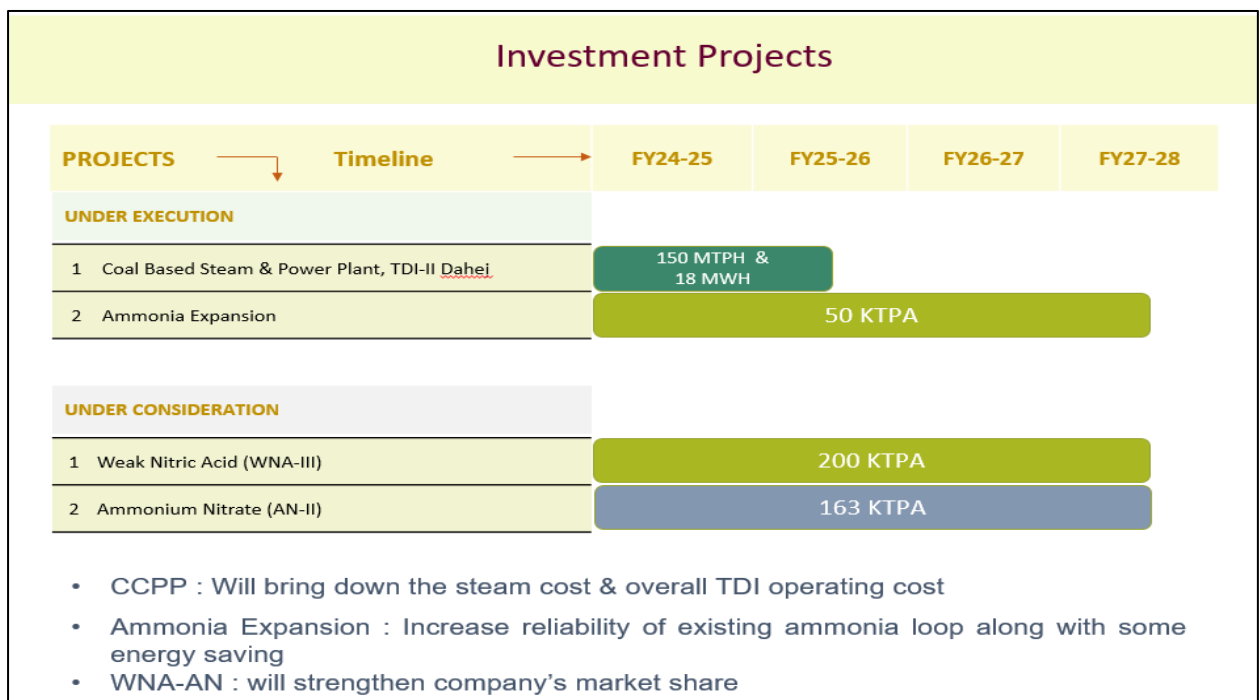 Investment Projects
PROJECTS Timeline FY24-25 FY25-26 FY26-27 FY27-28
UNDER EXECUTION
1 Coal Based Steam & Power Plant, TDI-II Dahej 150 MTPH &
18 MWH
2 Ammonia Expansion 50 KTPA
UNDER CONSIDERATION
1 Weak Nitric Acid (WNA-III) 200 KTPA
2 Ammonium Nitrate (AN-II) 163 KTPA
• CCPP : Will bring down the steam cost & overall TDI operating cost
• Ammonia Expansion : Increase reliability of existing ammonia loop along with some
energy saving
• WNA-AN : will strengthen company's market share